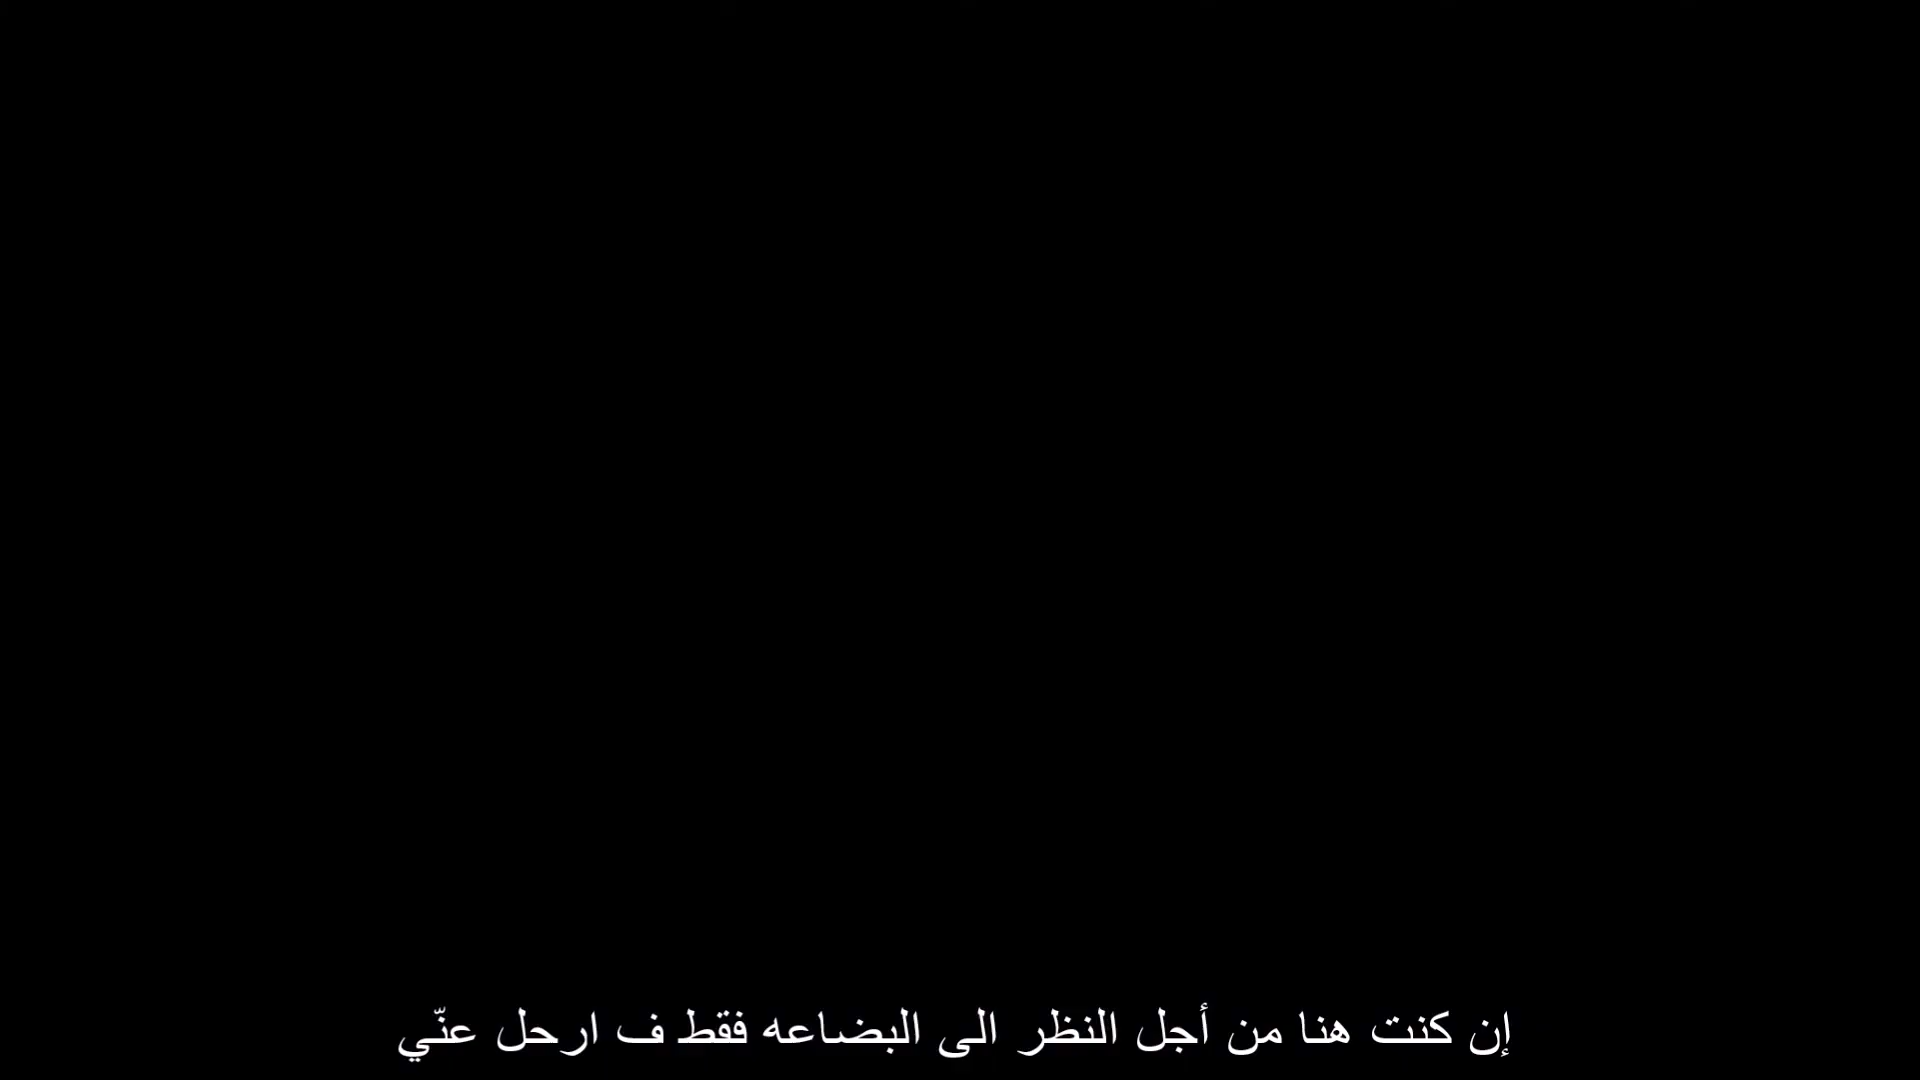 إن كنت هنا من أجل النظر الى البضاعه فقط ف ارحل عنّي